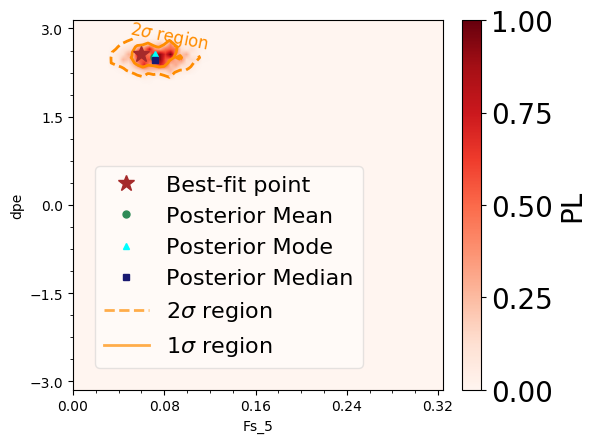 3.0
1.5
0.0
−1.5
−3.0
dpe
2σ region
Best-fit point
Posterior Mean
Posterior Mode
Posterior Median
2σ region
1σ region
0.00
0.08
0.16
0.24
0.32
Fs_5
1.00
0.75
0.50
0.25
0.00
PL